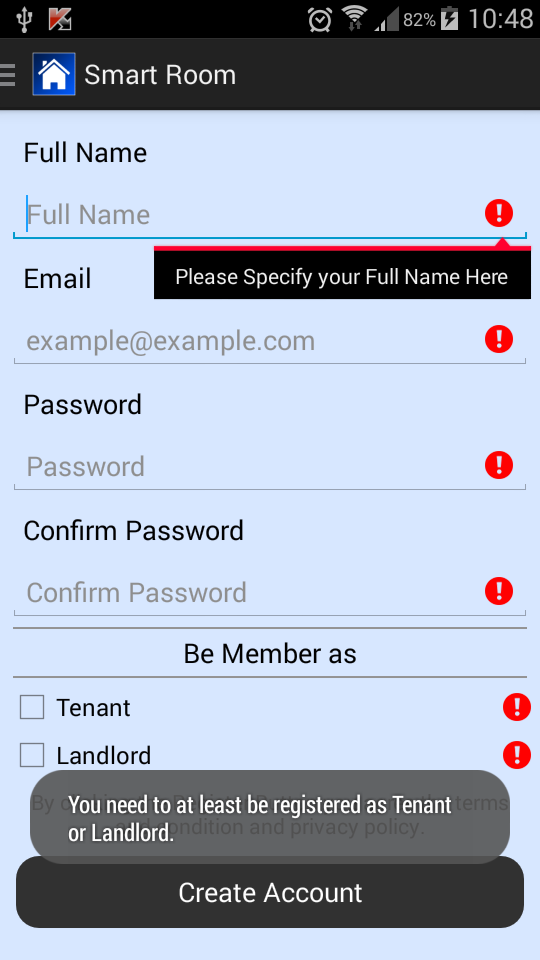 82% 10:48
Smart Room
Full Name
Full Name
Please Specify your Full Name Here
Email
example@example.com
Password
Password
Confirm Password
Confirm Password
Be Member as
Tenant
Landlord
You need to at least be registered as Tenant
or Landlord.
By terms
condition and privacy policy.
Create Account